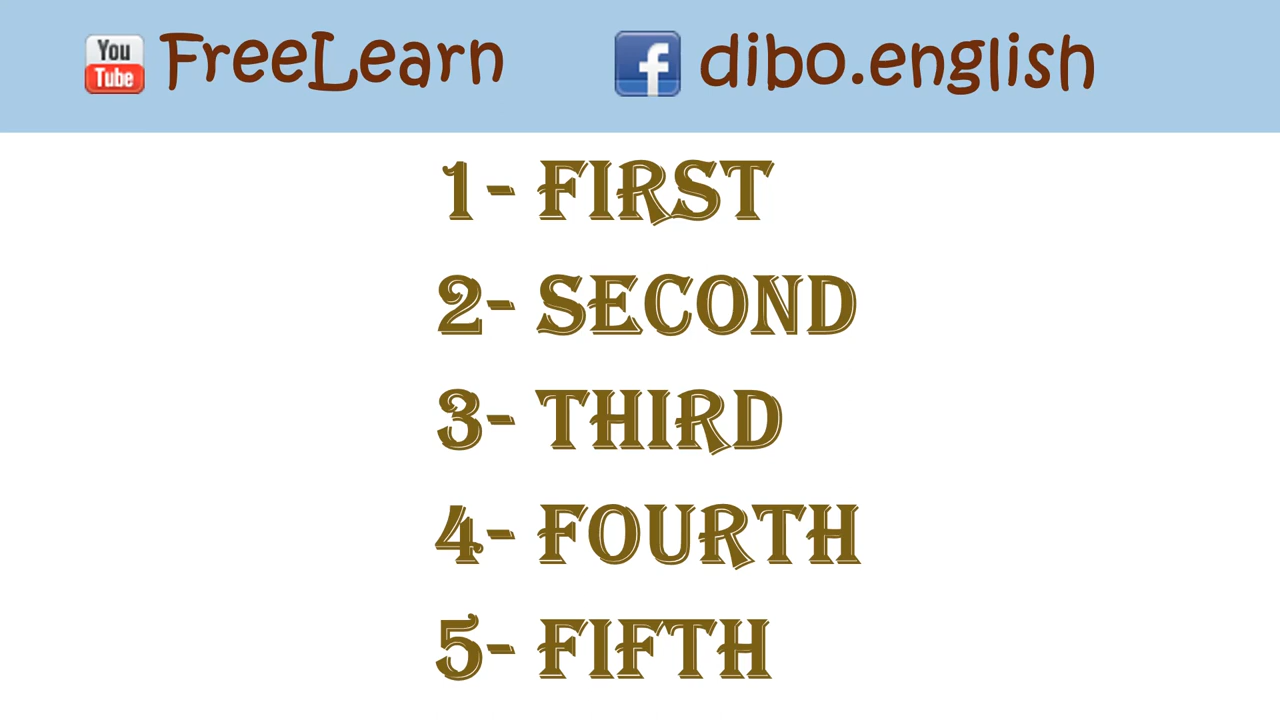 You Tube FreeLearn f dibo.english
1- FIRST
2- SECOND
3- THIRD
4- FOURTH
5- FIFTH